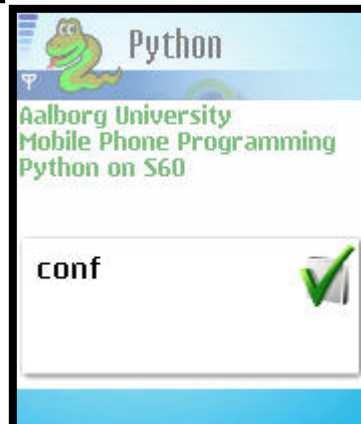 Python
Aalborg University
Mobile Phone Programming
Python on S60
conf